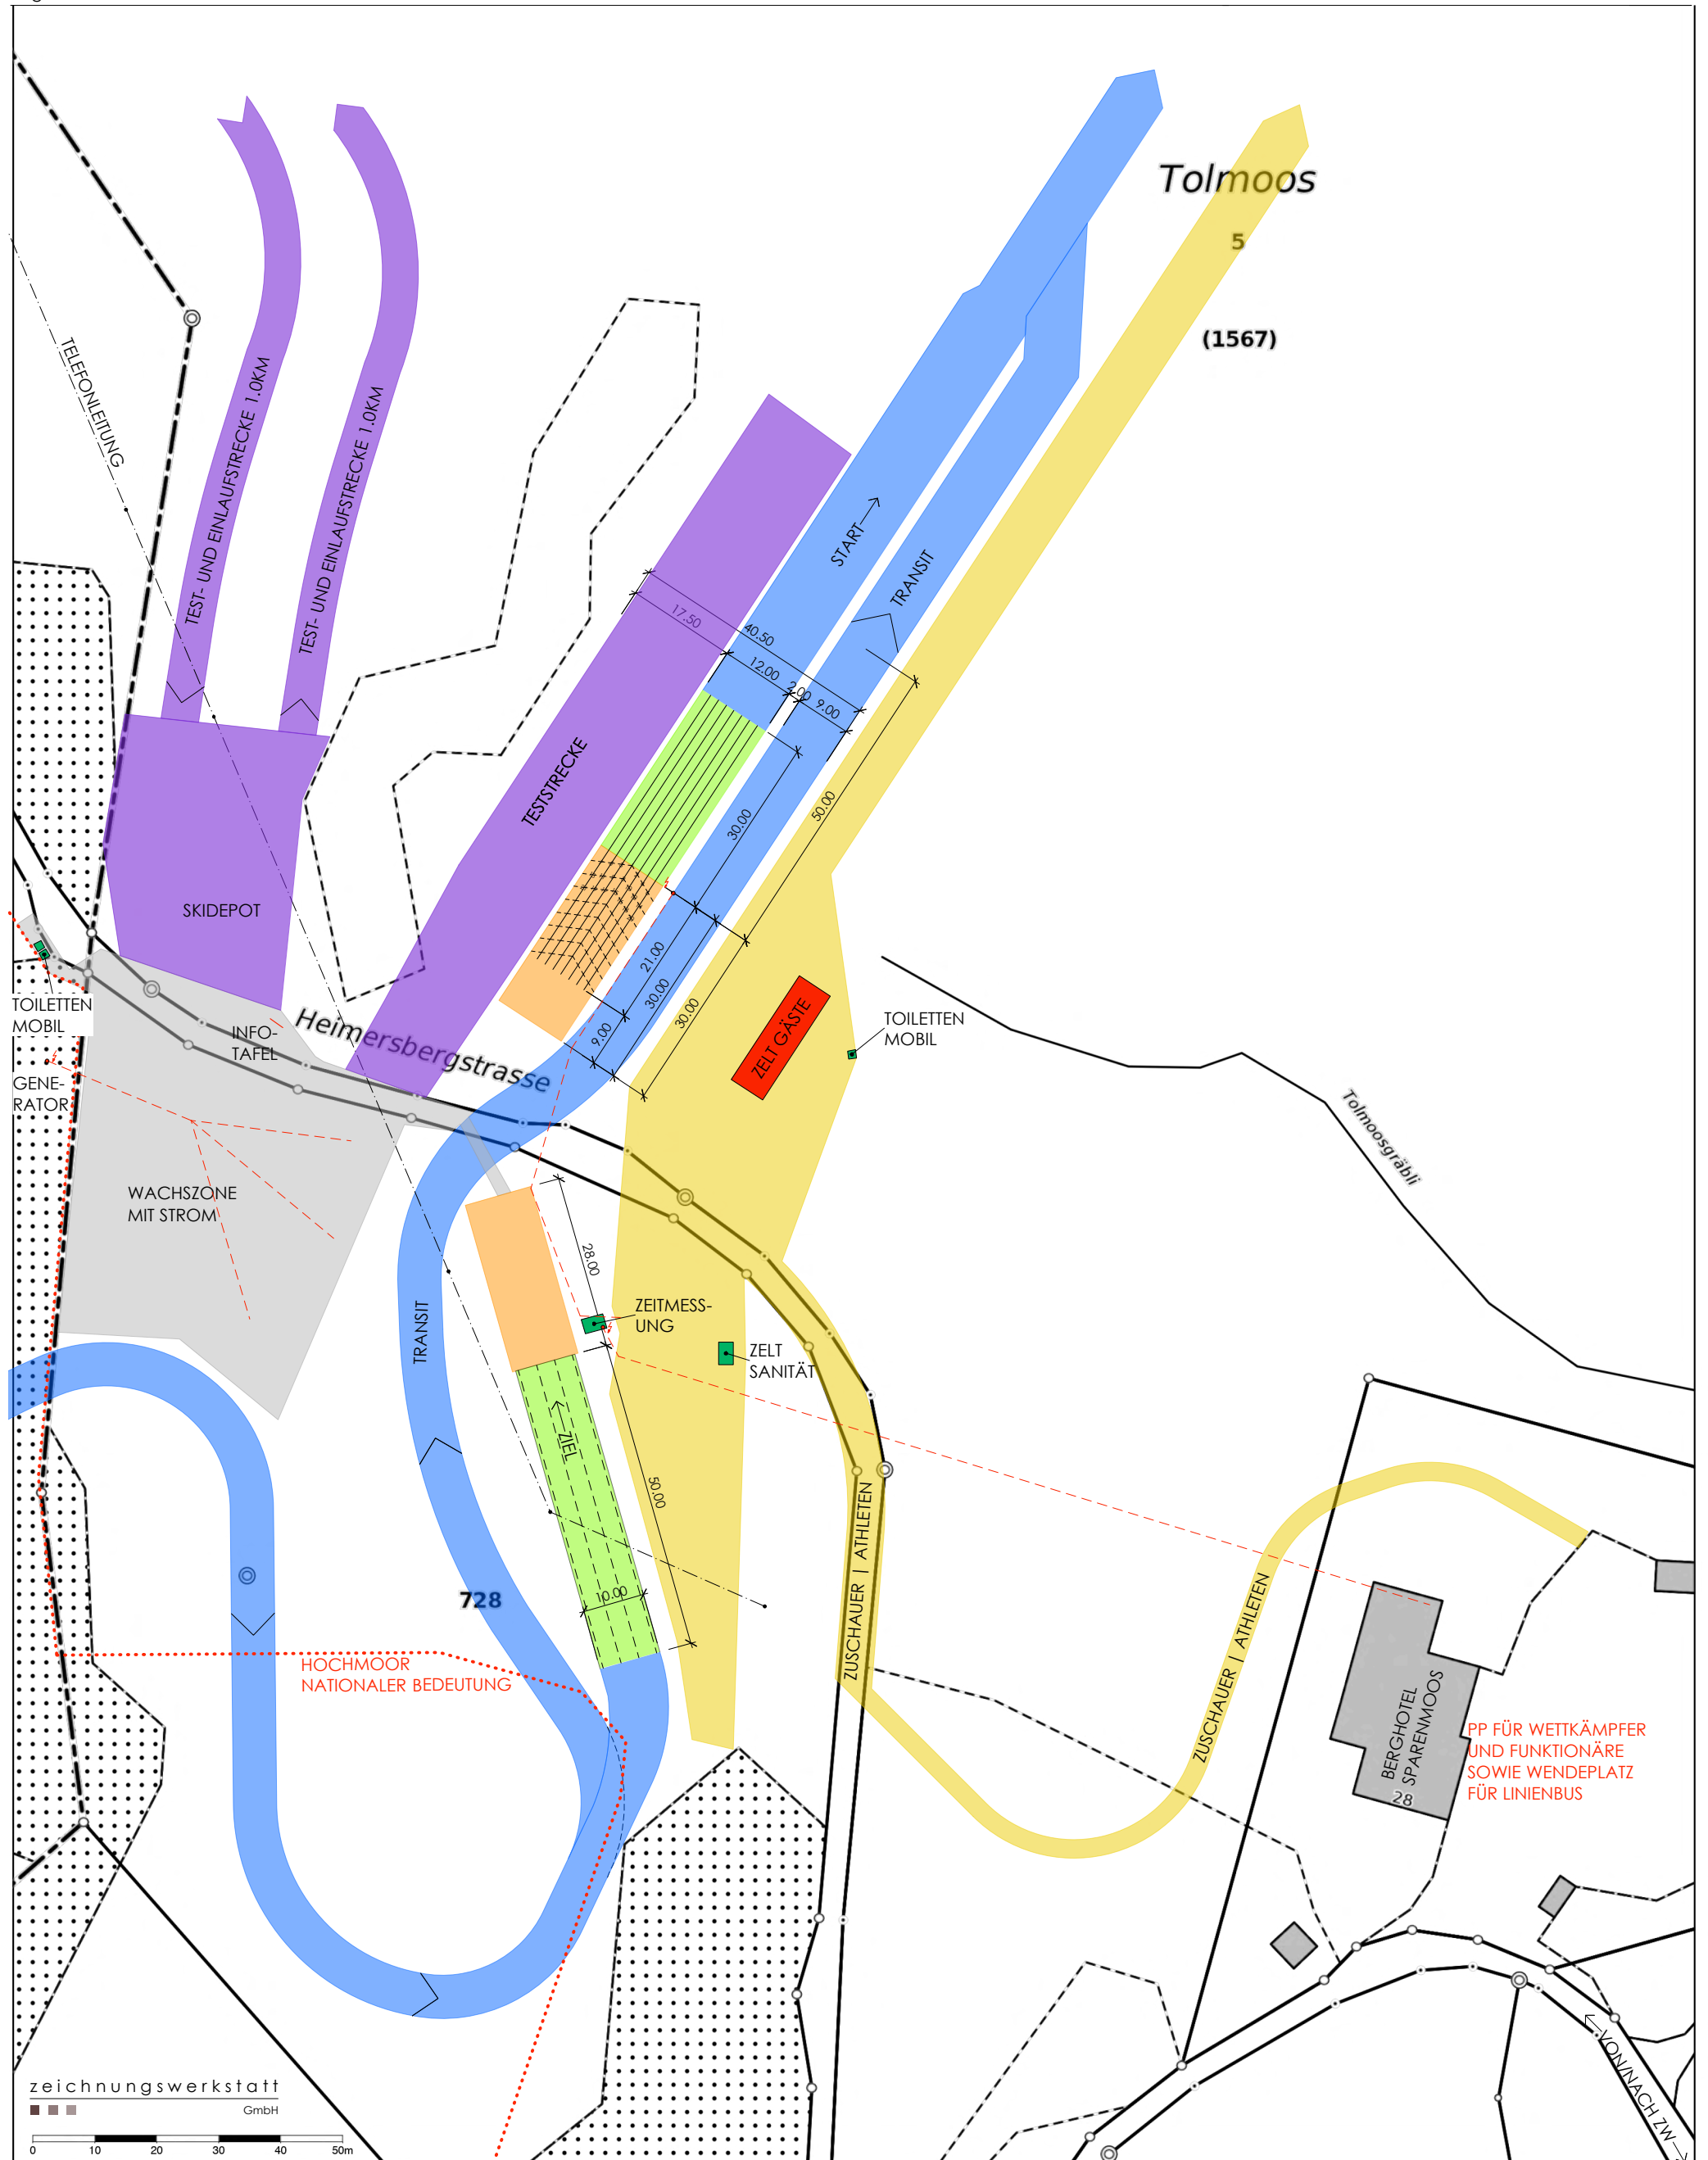 Tolmoos
5
(1567)
TELEFONLEITUNG
TEST- UND EINLAUFSTRECKE 1.0KM
TEST- UND EINLAUFSTRECKE 1.0KM
START
TRANSIT
17.50
40.50
12.00
2.00
9.00
TESTSTRECKE
30.00
50.00
SKIDEPOT
21.00
30.00
30.00
9.00
TOILETTEN
MOBIL
INFO-
TAFEL
Heimersbergstrasse
ZELT GÄSTE
TOILETTEN
MOBIL
GENE-
RATOR
Tolmoosgräbli
WACHSZONE
MIT STROM
28.00
ZEITMESS-
UNG
TRANSIT
ZELT
SANITÄT
ZIEL
50.00
10.00
728
ZUSCHAUER | ATHLETEN
ZUSCHAUER | ATHLETEN
HOCHMOOR
NATIONALER BEDEUTUNG
BERGHOTEL
SPARENMOOS
28
PP FÜR WETTKÄMPFER
UND FUNKTIONÄRE
SOWIE WENDEPLATZ
FÜR LINIENBUS
VON/NACH ZW
zeichnungswerkstatt
GmbH
0 10 20 30 40 50m